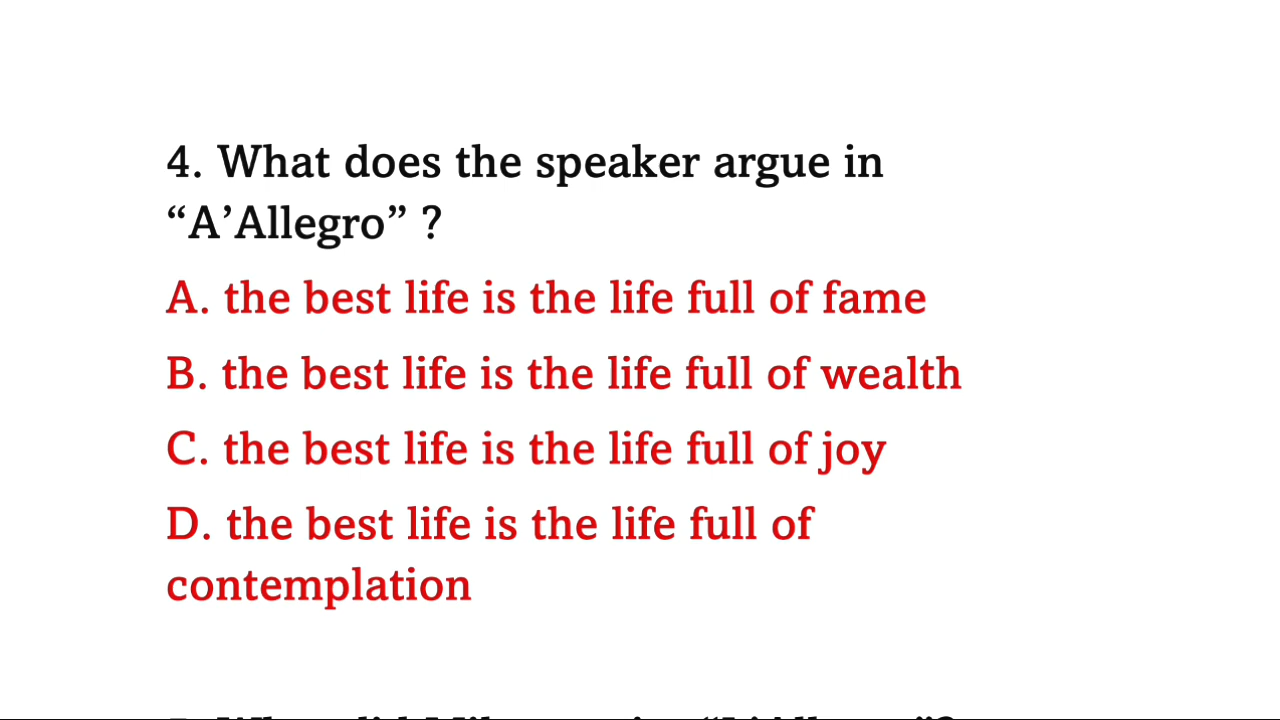 4. What does the speaker argue in
“A’Allegro” ?
A. the best life is the life full of fame
B. the best life is the life full of wealth
C. the best life is the life full of joy
D. the best life is the life full of
contemplation